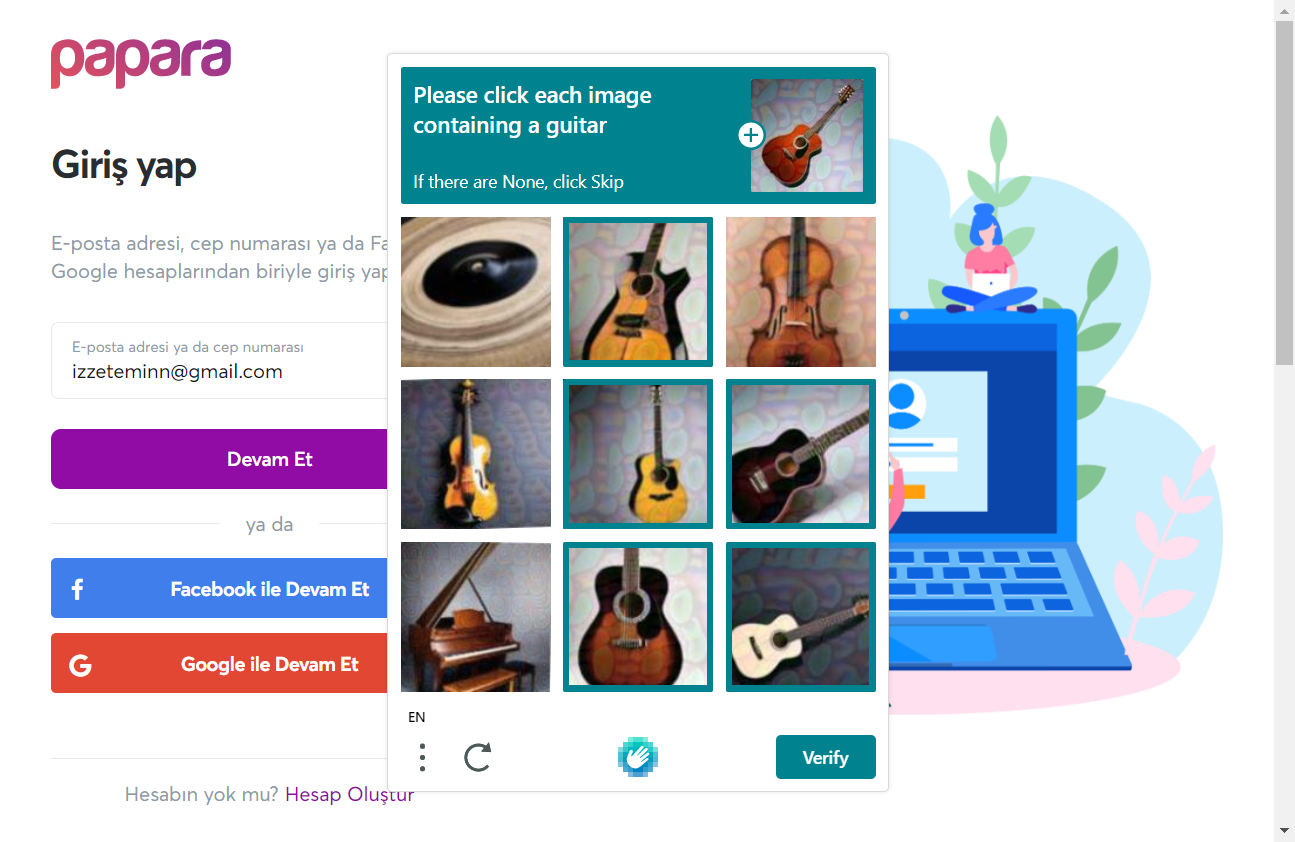 papara
Giriş yap
E-posta adresi, cep numarası ya da Fa
Google hesaplarından biriyle giriş yap
E-posta adresi ya da cep numarası
izzeteminn@gmail.com
Devam Et
ya da
Facebook ile Devam Et
Google ile Devam Et
Hesabın yok mu? Hesap Oluştur
Please click each image
containing a guitar
If there are None, click Skip
EN
Verify